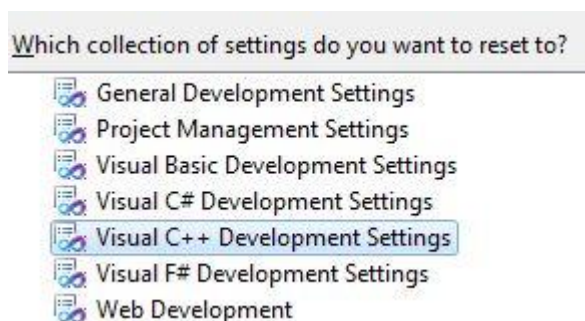 Which collection of settings do you want to reset to?
General Development Settings
Project Management Settings
Visual Basic Development Settings
Visual C# Development Settings
Visual C++ Development Settings
Visual F# Development Settings
Web Development